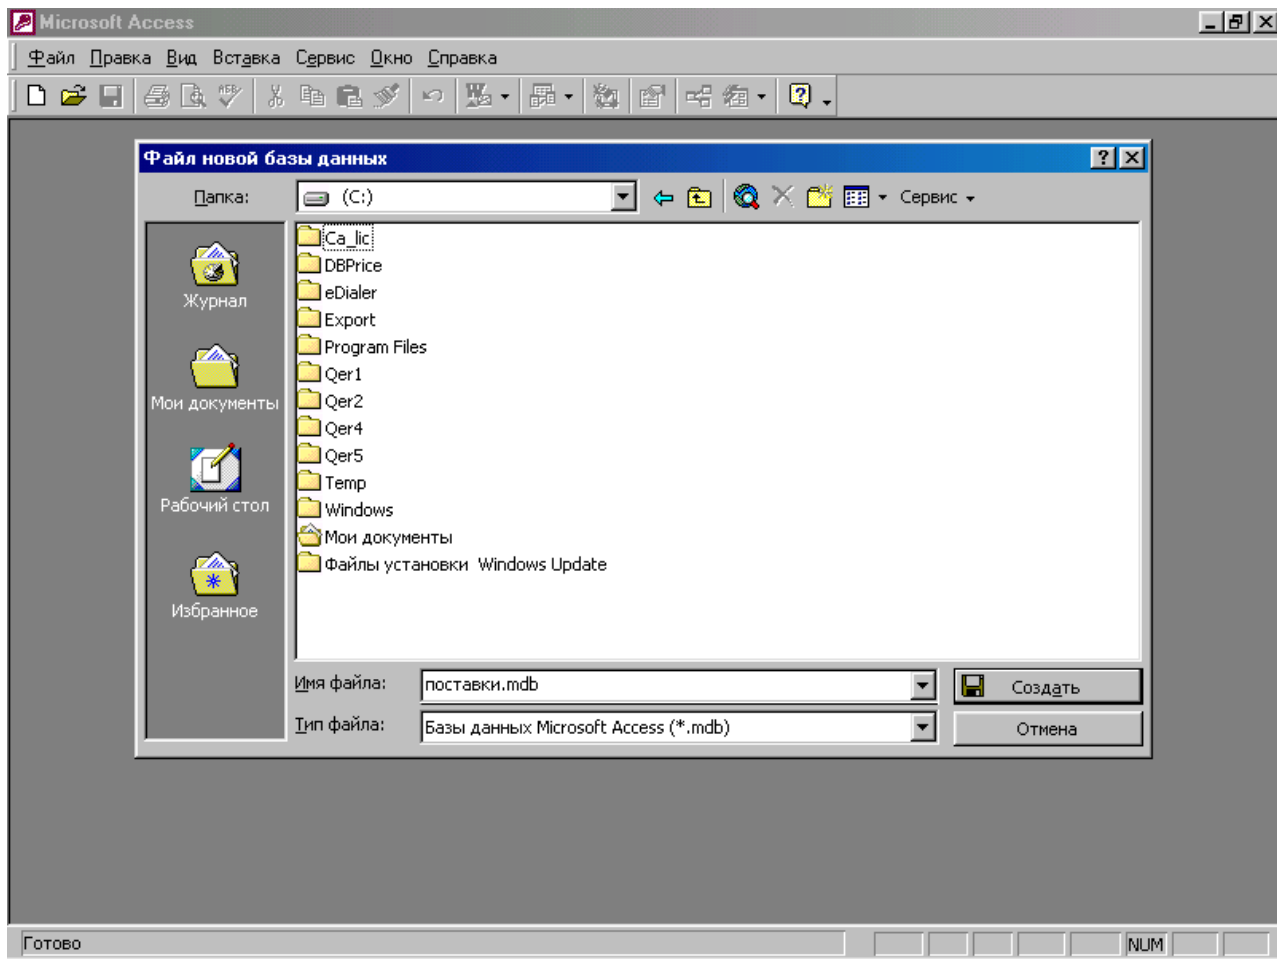 Microsoft Access
Файл Правка Вид Вставка Сервис Окно Справка
Файл новой базы данных
Папка: (C:) Сервис
Журнал
Мои документы
Рабочий стол
Избранное
Ca_lic
DBPrice
eDialer
Export
Program Files
Qer1
Qer2
Qer4
Qer5
Temp
Windows
Мои документы
Файлы установки Windows Update
Имя файла: поставки.mdb Создать
Тип файла: Базы данных Microsoft Access (*.mdb) Отмена
Готово NUM